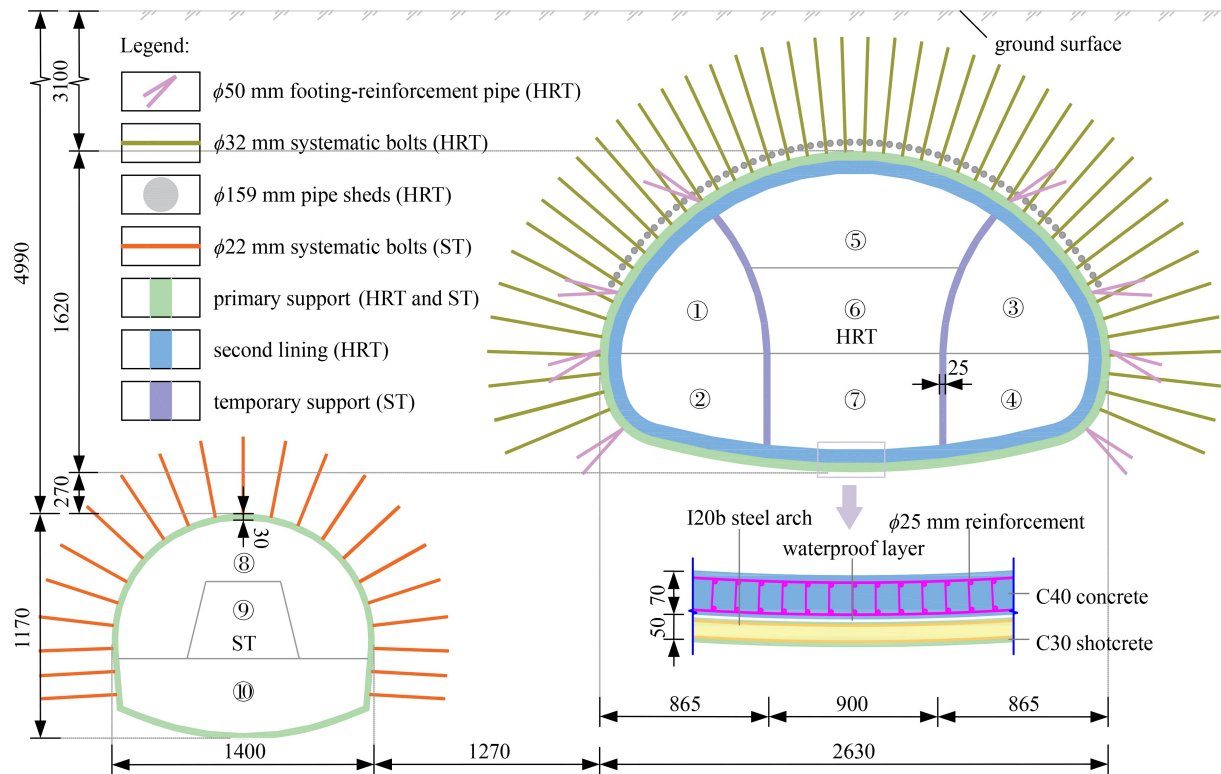 Legend:
ϕ50 mm footing-reinforcement pipe (HRT)
ϕ32 mm systematic bolts (HRT)
ϕ159 mm pipe sheds (HRT)
ϕ22 mm systematic bolts (ST)
primary support (HRT and ST)
second lining (HRT)
temporary support (ST)
ground surface
3100
4990
1620
270
1170
⑤
①
⑥
③
HRT
25
②
⑦
④
30
⑧
⑨
ST
⑩
I20b steel arch
ϕ25 mm reinforcement
waterproof layer
70
50
C40 concrete
C30 shotcrete
865
900
865
1400
1270
2630